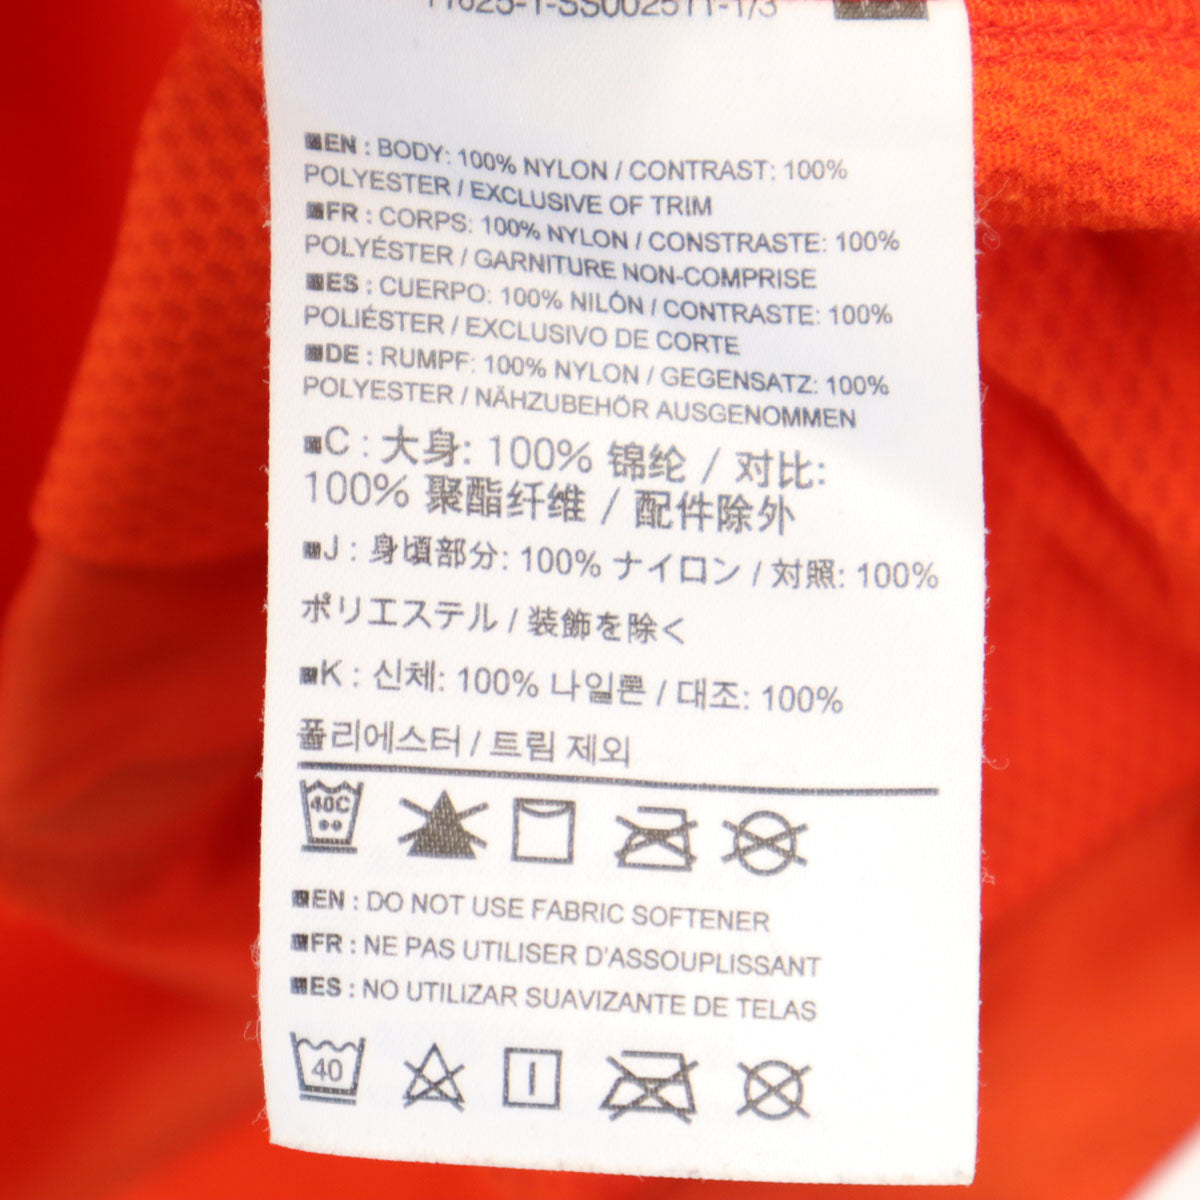 11625-1-SS002511-1/3
EN : BODY: 100% NYLON / CONTRAST: 100%
POLYESTER / EXCLUSIVE OF TRIM
FR : CORPS: 100% NYLON / CONSTRASTE: 100%
POLYÉSTER / GARNITURE NON-COMPRISE
ES : CUERPO: 100% NILÓN / CONTRASTE: 100%
POLIÉSTER / EXCLUSIVO DE CORTE
DE : RUMPF: 100% NYLON / GEGENSATZ: 100%
POLYESTER / NÄHZUBEHÖR AUSGENOMMEN
C : 大身: 100% 锦纶 / 对比:
100% 聚酯纤维 / 配件除外
J : 身頃部分: 100% ナイロン / 対照: 100%
ポリエステル / 装飾を除く
K : 신체: 100% 나일론 / 대조: 100%
폴리에스터 / 트림 제외
40C
EN : DO NOT USE FABRIC SOFTENER
FR : NE PAS UTILISER D'ASSOUPLISSANT
ES : NO UTILIZAR SUAVIZANTE DE TELAS
40